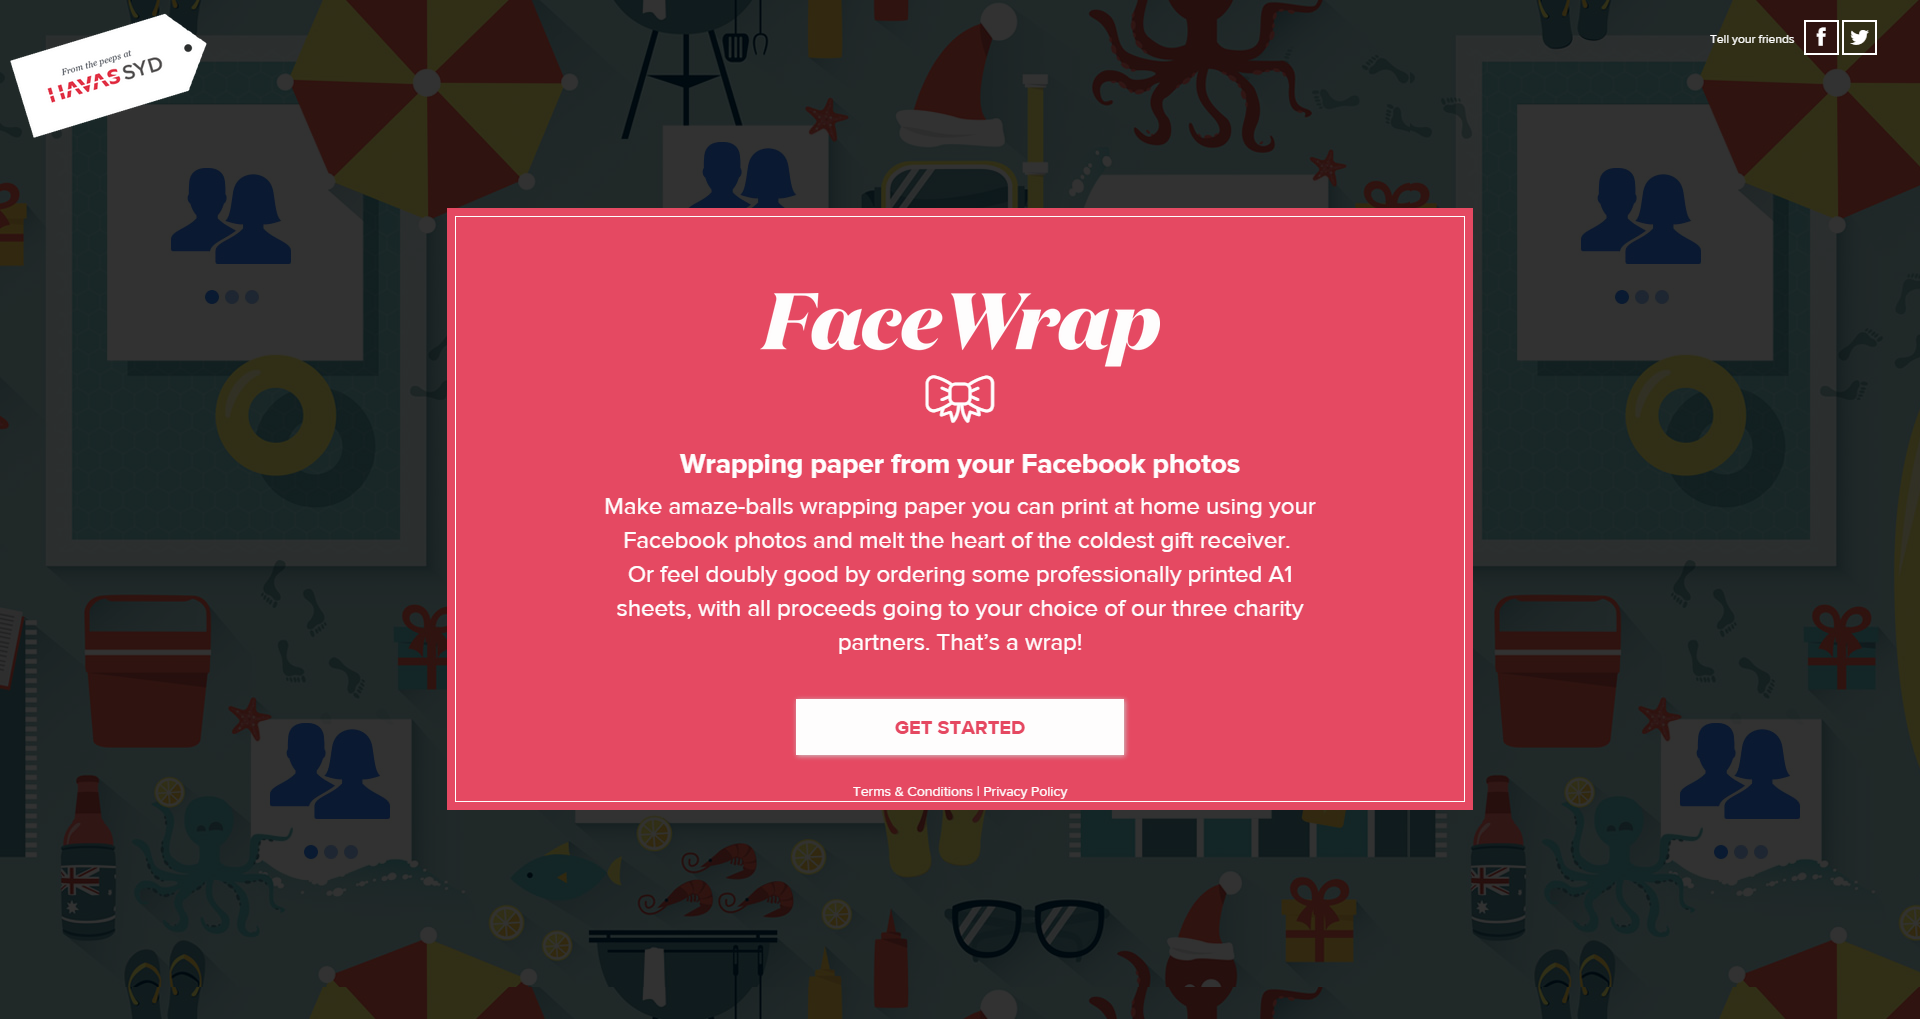 From the peeps at
HAVAS SYD
Tell your friends
FaceWrap
Wrapping paper from your Facebook photos
Make amaze-balls wrapping paper you can print at home using your
Facebook photos and melt the heart of the coldest gift receiver.
Or feel doubly good by ordering some professionally printed A1
sheets, with all proceeds going to your choice of our three charity
partners. That’s a wrap!
GET STARTED
Terms & Conditions | Privacy Policy